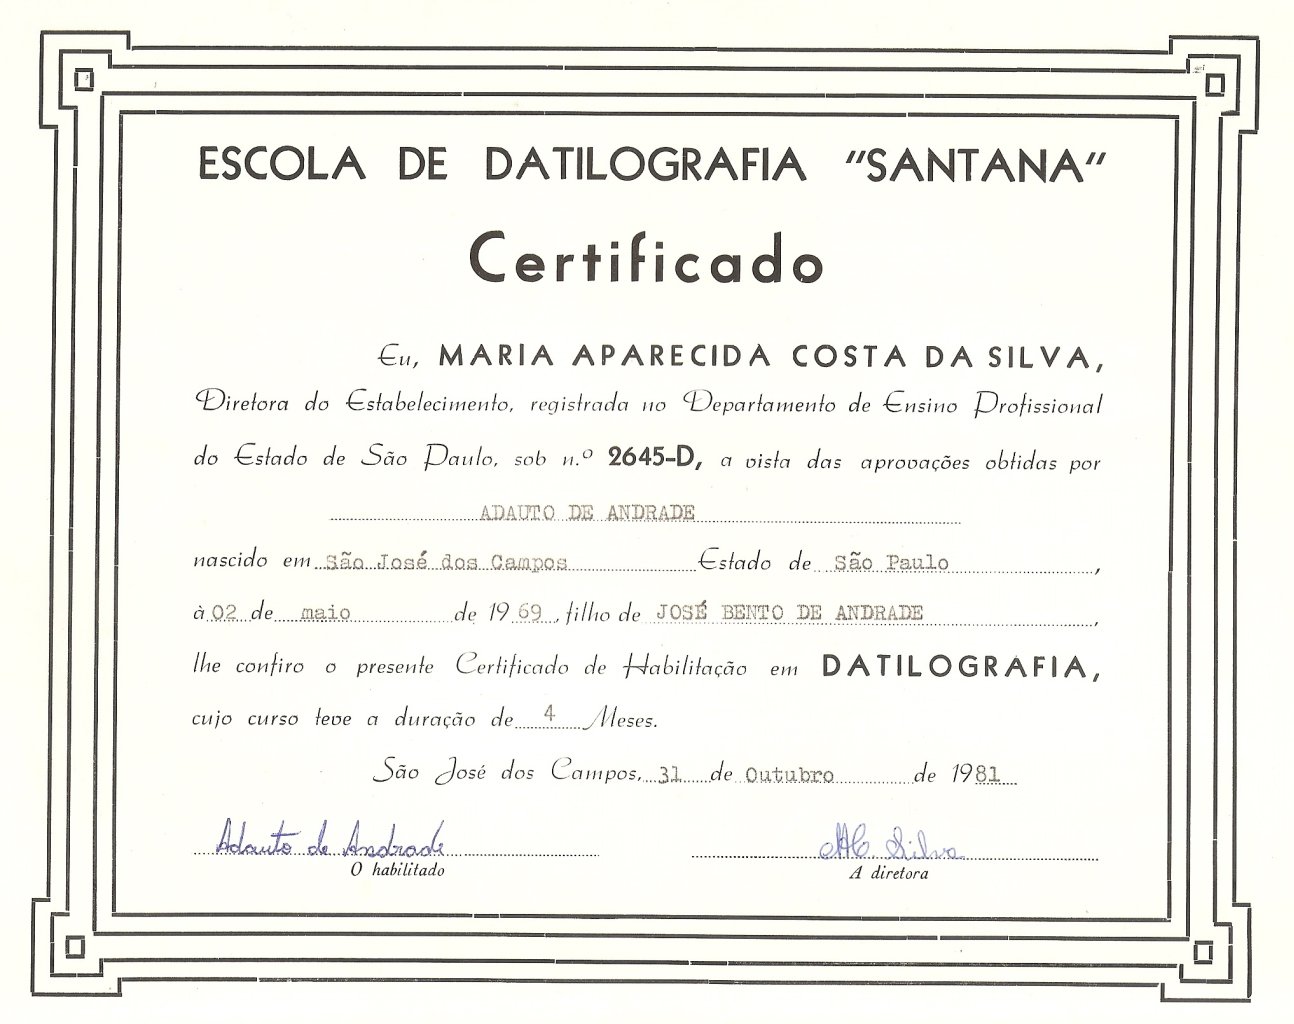 ESCOLA DE DATILOGRAFIA "SANTANA"
Certificado
Eu, MARIA APARECIDA COSTA DA SILVA,
Diretora do Estabelecimento, registrada no Departamento de Ensino Profissional
do Estado de São Paulo, sob n.º 2645-D, a vista das aprovações obtidas por
ADAUTO DE ANDRADE
nascido em São José dos Campos Estado de São Paulo,
à 02 de maio de 1969, filho de JOSÉ BENTO DE ANDRADE,
lhe confiro o presente Certificado de Habilitação em DATILOGRAFIA,
cujo curso teve a duração de 4 Meses.
São José dos Campos, 31 de Outubro de 1981
Adauto de Andrade MAC. Silva
O habilitado A diretora